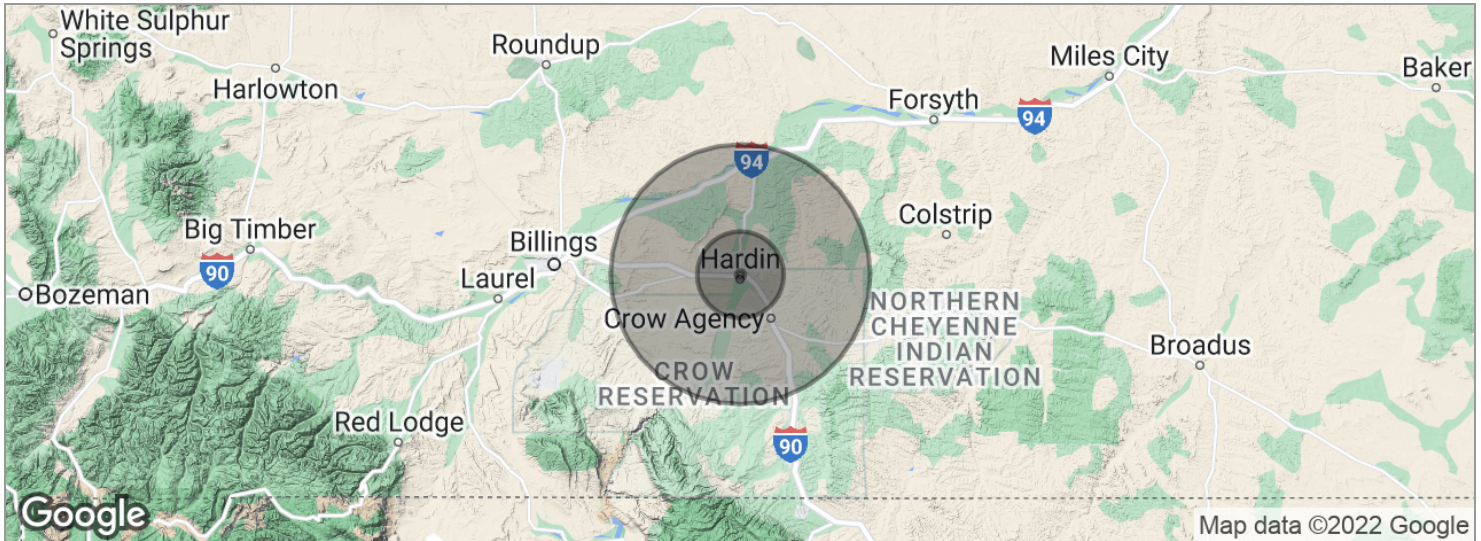 White Sulphur
Springs
Roundup
Miles City
Baker
Harlowton
Forsyth
94
94
Big Timber
Billings
Colstrip
Hardin
90
Laurel
Bozeman
Crow Agency
NORTHERN
CHEYENNE
INDIAN
RESERVATION
Broadus
CROW
RESERVATION
Red Lodge
90
Google
Map data ©2022 Google